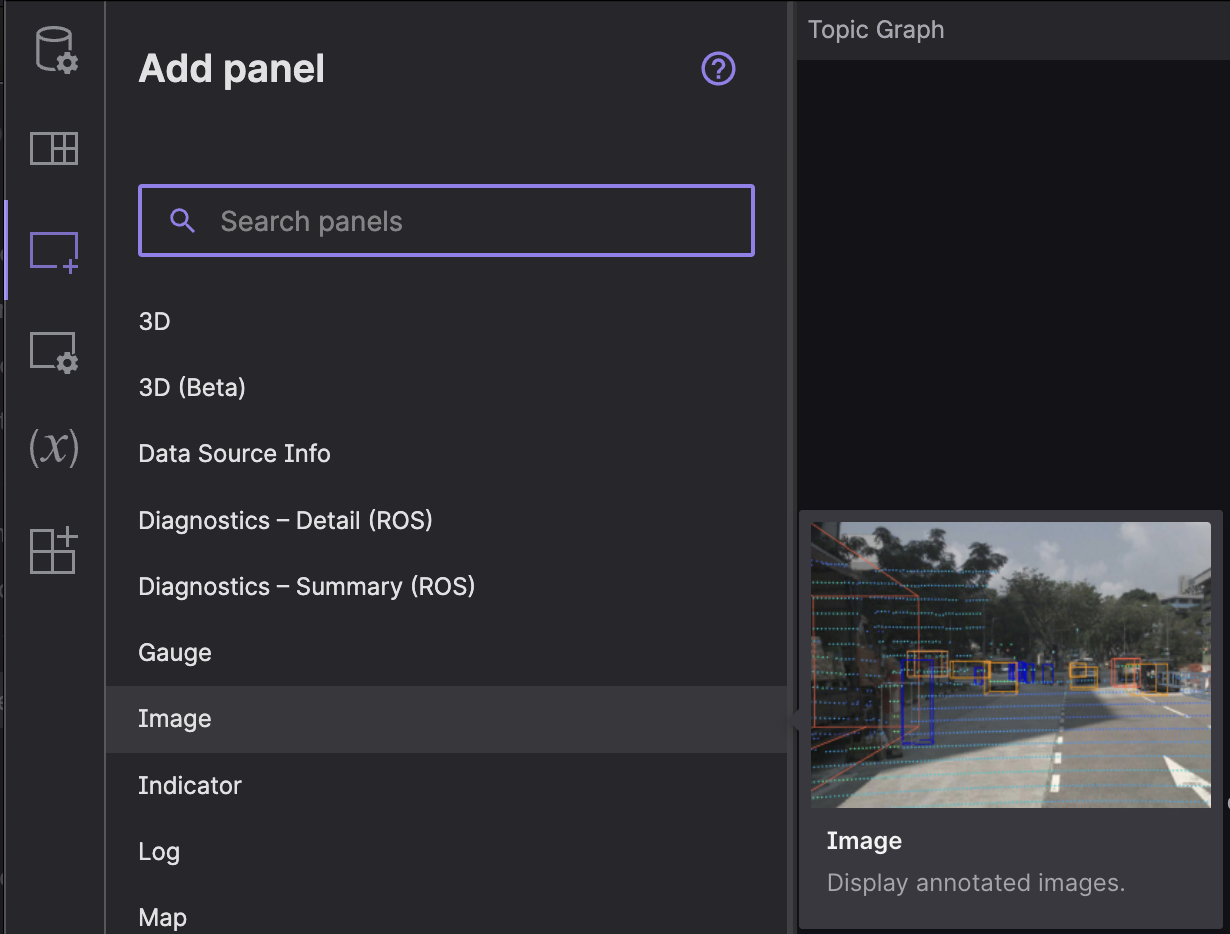 Topic Graph
Add panel
?
Search panels
3D
3D (Beta)
Data Source Info
Diagnostics – Detail (ROS)
Diagnostics – Summary (ROS)
(x)
Gauge
Image
Indicator
Log
Map
Image
Display annotated images.